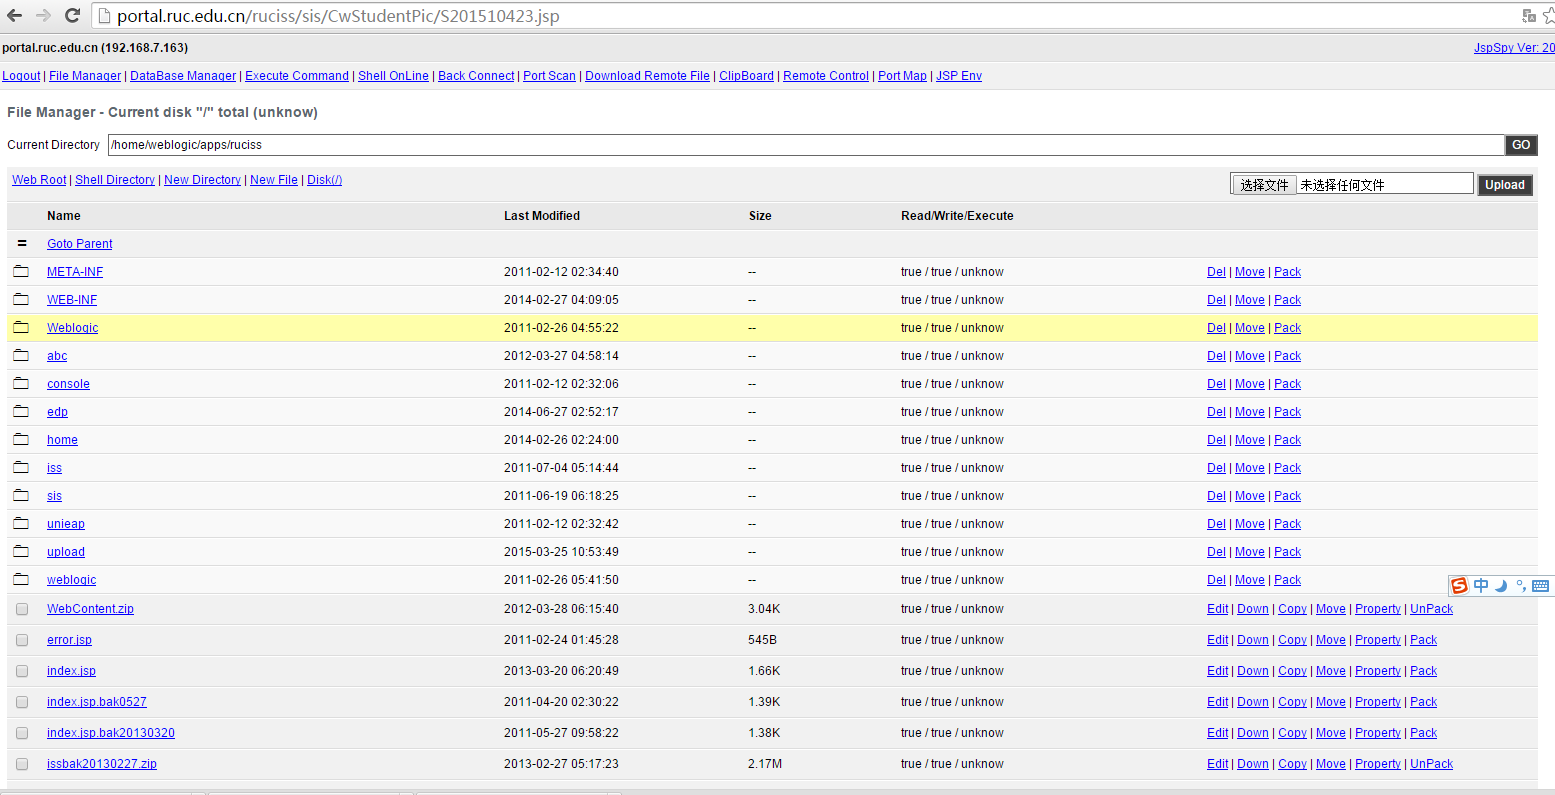 portal.ruc.edu.cn/ruciss/sis/CwStudentPic/S201510423.jsp
portal.ruc.edu.cn (192.168.7.163) JspSpy Ver: 20
Logout | File Manager | DataBase Manager | Execute Command | Shell OnLine | Back Connect | Port Scan | Download Remote File | ClipBoard | Remote Control | Port Map | JSP Env
File Manager - Current disk "/" total (unknow)
Current Directory /home/weblogic/apps/ruciss GO
Web Root | Shell Directory | New Directory | New File | Disk(/) 选择文件 未选择任何文件 Upload
Name Last Modified Size Read/Write/Execute
= Goto Parent
META-INF 2011-02-12 02:34:40 -- true / true / unknow Del | Move | Pack
WEB-INF 2014-02-27 04:09:05 -- true / true / unknow Del | Move | Pack
Weblogic 2011-02-26 04:55:22 -- true / true / unknow Del | Move | Pack
abc 2012-03-27 04:58:14 -- true / true / unknow Del | Move | Pack
console 2011-02-12 02:32:06 -- true / true / unknow Del | Move | Pack
edp 2014-06-27 02:52:17 -- true / true / unknow Del | Move | Pack
home 2014-02-26 02:24:00 -- true / true / unknow Del | Move | Pack
iss 2011-07-04 05:14:44 -- true / true / unknow Del | Move | Pack
sis 2011-06-19 06:18:25 -- true / true / unknow Del | Move | Pack
unieap 2011-02-12 02:32:42 -- true / true / unknow Del | Move | Pack
upload 2015-03-25 10:53:49 -- true / true / unknow Del | Move | Pack
weblogic 2011-02-26 05:41:50 -- true / true / unknow Del | Move | Pack
S 中
WebContent.zip 2012-03-28 06:15:40 3.04K true / true / unknow Edit | Down | Copy | Move | Property | UnPack
error.jsp 2011-02-24 01:45:28 545B true / true / unknow Edit | Down | Copy | Move | Property | Pack
index.jsp 2013-03-20 06:20:49 1.66K true / true / unknow Edit | Down | Copy | Move | Property | Pack
index.jsp.bak0527 2011-04-20 02:30:22 1.39K true / true / unknow Edit | Down | Copy | Move | Property | Pack
index.jsp.bak20130320 2011-05-27 09:58:22 1.38K true / true / unknow Edit | Down | Copy | Move | Property | Pack
issbak20130227.zip 2013-02-27 05:17:23 2.17M true / true / unknow Edit | Down | Copy | Move | Property | UnPack